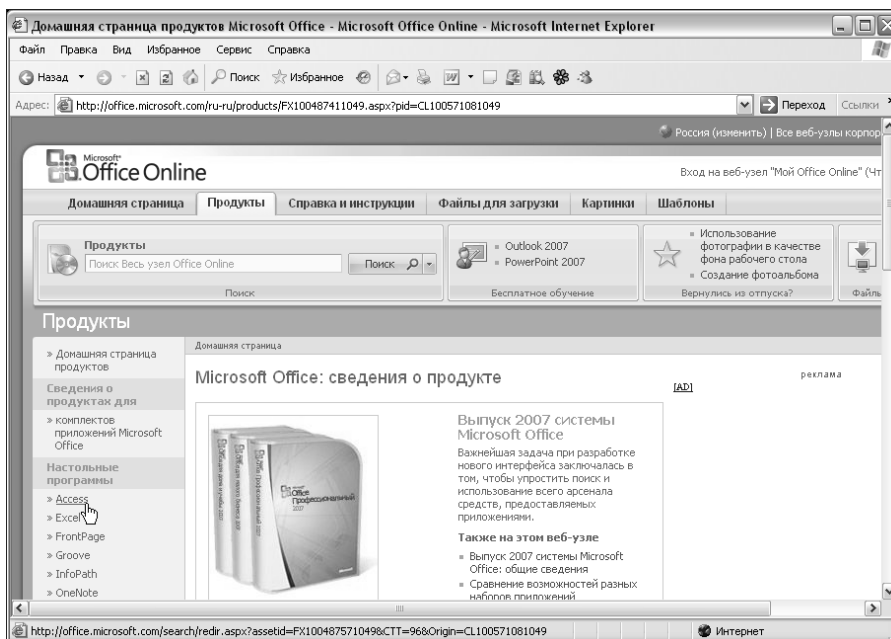 Домашняя страница продуктов Microsoft Office - Microsoft Office Online - Microsoft Internet Explorer
Файл Правка Вид Избранное Сервис Справка
Назад Поиск Избранное
Адрес: http://office.microsoft.com/ru-ru/products/FX100487411049.aspx?pid=CL100571081049 Переход Ссылки
Россия (изменить) | Все веб-узлы корпор
Microsoft
Office Online
Вход на веб-узел "Мой Office Online" (Чт
Домашняя страница Продукты Справка и инструкции Файлы для загрузки Картинки Шаблоны
Продукты
Поиск Весь узел Office Online Поиск
Поиск
Outlook 2007
PowerPoint 2007
Бесплатное обучение
Использование
фотографии в качестве
фона рабочего стола
Создание фотоальбома
Вернулись из отпуска?
Файль
Продукты
» Домашняя страница
продуктов
Сведения о
продуктах для
» комплектов
приложений Microsoft
Office
Настольные
программы
» Access
» Excel
» FrontPage
» Groove
» InfoPath
» OneNote
Домашняя страница
Microsoft Office: сведения о продукте
[AD]
реклама
Office
Профессиональный
2007
Выпуск 2007 системы
Microsoft Office
Важнейшая задача при разработке
нового интерфейса заключалась в
том, чтобы упростить поиск и
использование всего арсенала
средств, предоставляемых
приложениями.
Также на этом веб-узле
Выпуск 2007 системы Microsoft
Office: общие сведения
Сравнение возможностей разных
наборов приложений
http://office.microsoft.com/search/redir.aspx?assetid=FX100487571049&CTT=96&Origin=CL100571081049 Интернет